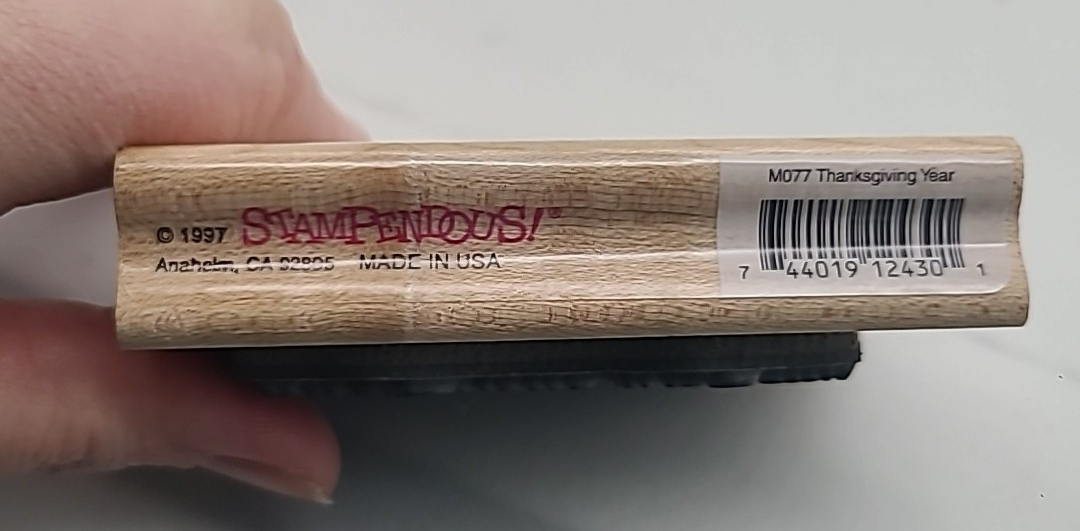 © 1997 STAMPENDOUS!®
Anaheim, CA 92805 MADE IN USA
M077 Thanksgiving Year
7 44019 12430 1